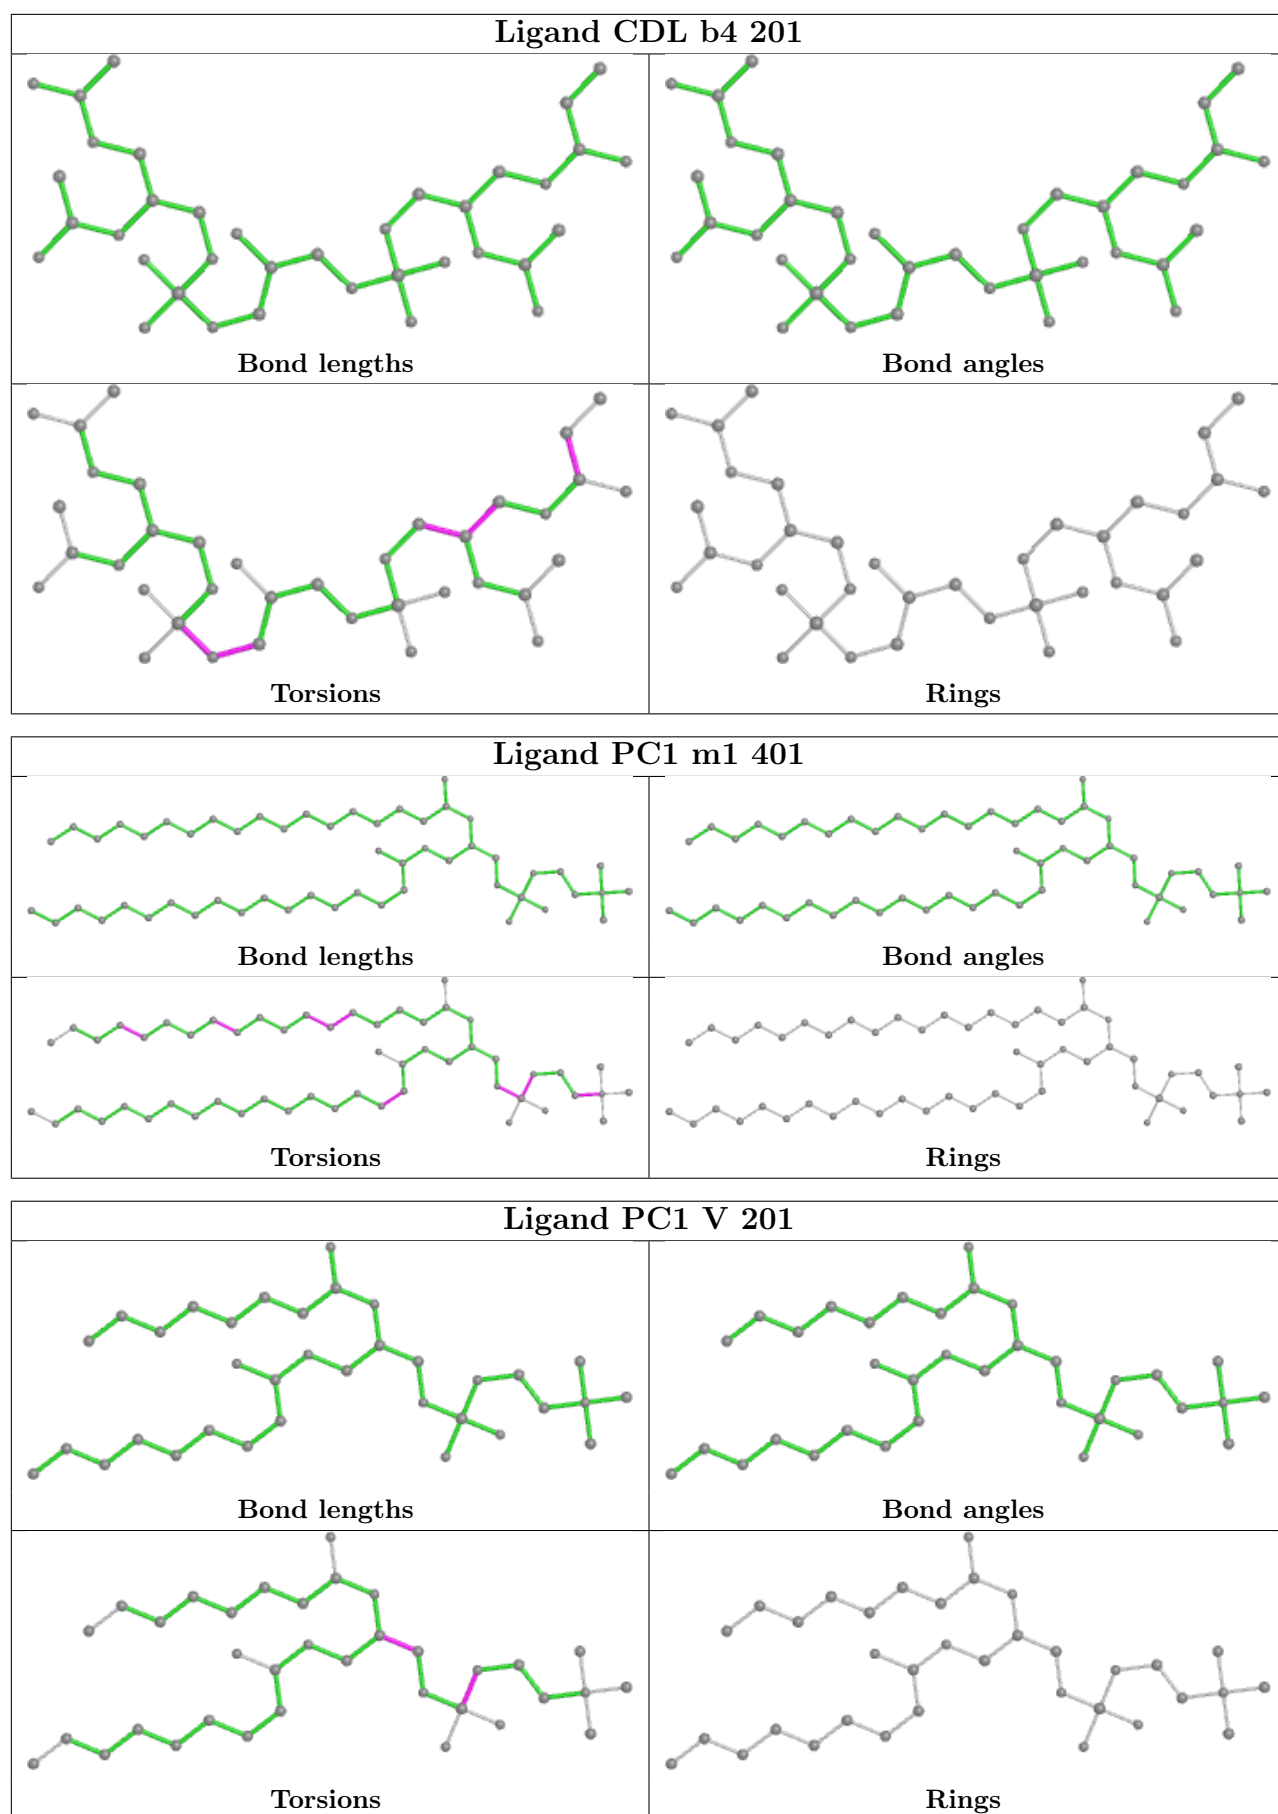 Ligand CDL b4 201
Bond lengths
Bond angles
Torsions
Rings
Ligand PC1 m1 401
Bond lengths
Bond angles
Torsions
Rings
Ligand PC1 V 201
Bond lengths
Bond angles
Torsions
Rings